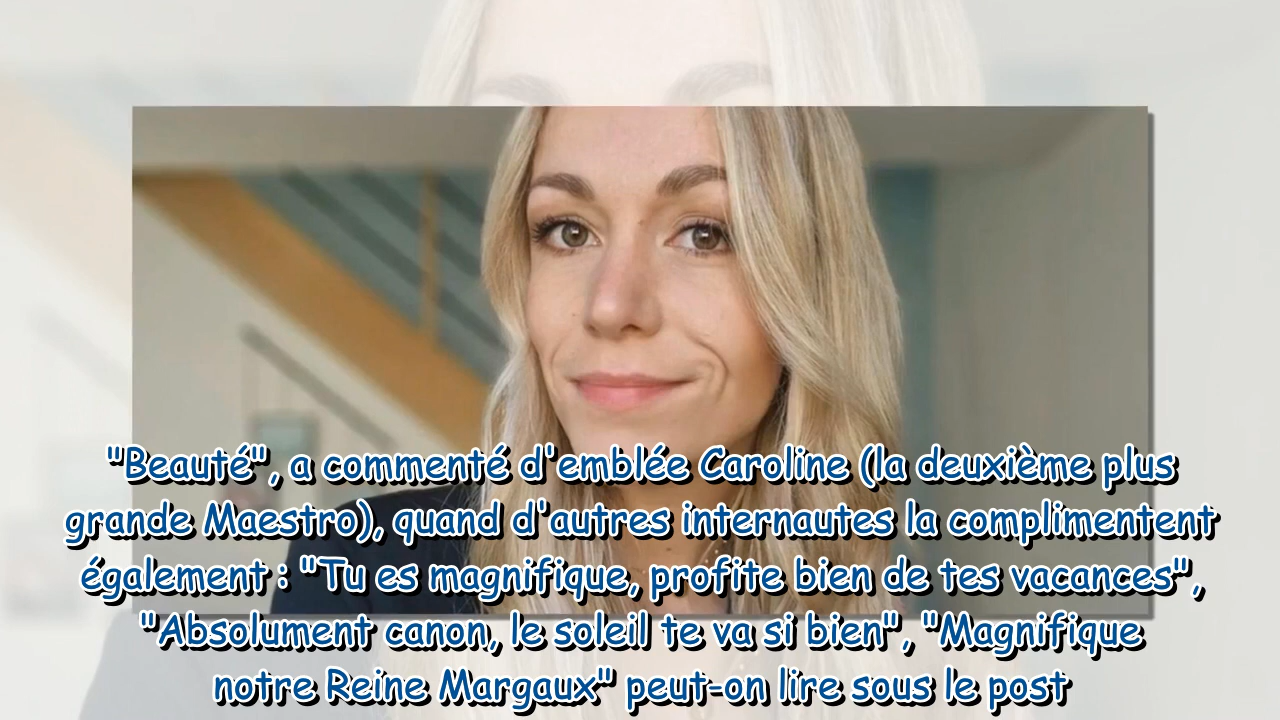 "Beauté", a commenté d'emblée Caroline (la deuxième plus
grande Maestro), quand d'autres internautes la complimentent
également : "Tu es magnifique, profite bien de tes vacances",
"Absolument canon, le soleil te va si bien", "Magnifique
notre Reine Margaux" peut-on lire sous le post